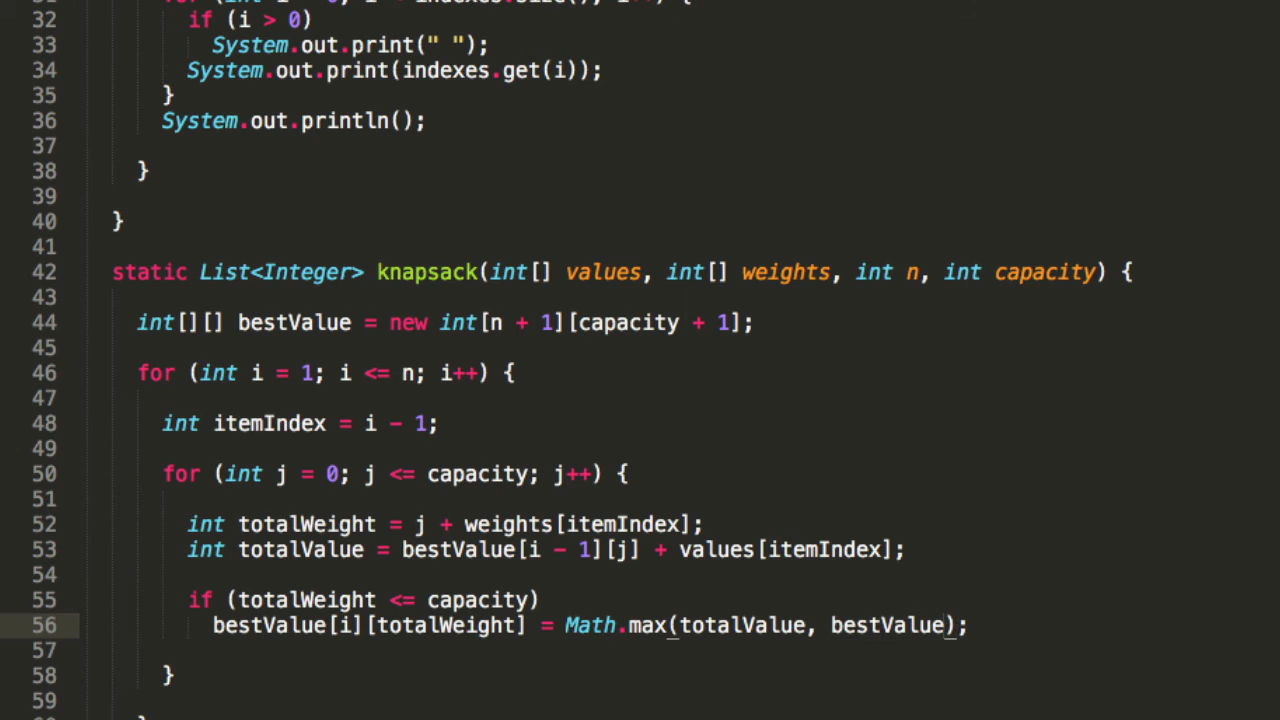 32 if (i > 0)
33 System.out.print(" ");
34 System.out.print(indexes.get(i));
35 }
36 System.out.println();
37
38 }
39
40 }
41
42 static List<Integer> knapsack(int[] values, int[] weights, int n, int capacity) {
43
44 int[][] bestValue = new int[n + 1][capacity + 1];
45
46 for (int i = 1; i <= n; i++) {
47
48 int itemIndex = i - 1;
49
50 for (int j = 0; j <= capacity; j++) {
51
52 int totalWeight = j + weights[itemIndex];
53 int totalValue = bestValue[i - 1][j] + values[itemIndex];
54
55 if (totalWeight <= capacity)
56 bestValue[i][totalWeight] = Math.max(totalValue, bestValue);
57
58 }
59